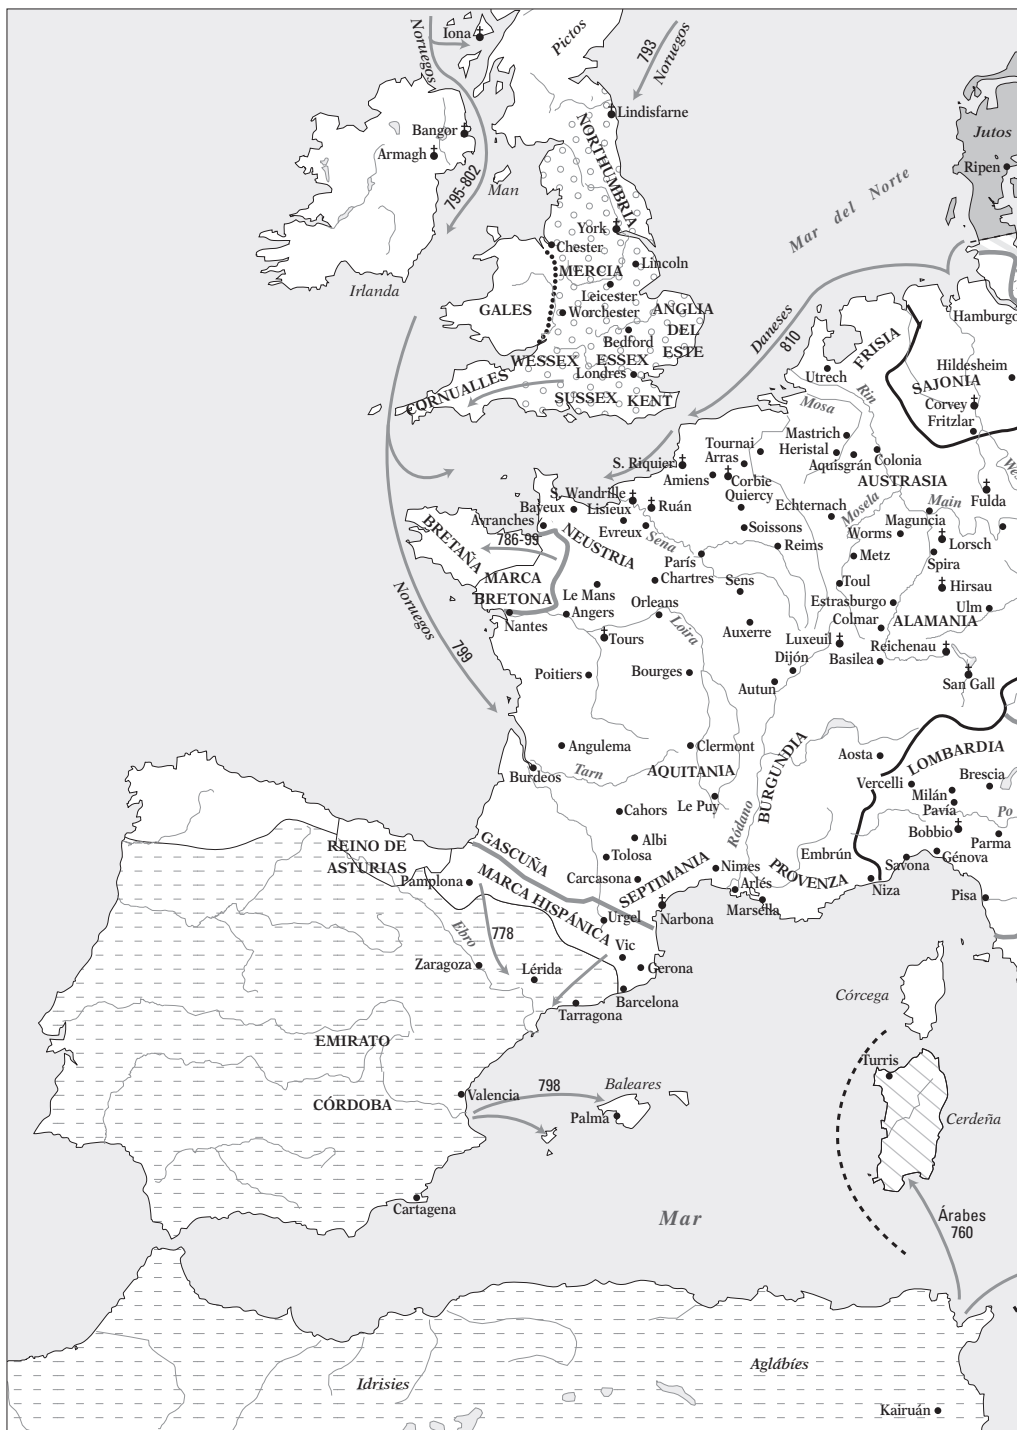 Iona
Noruegos
Pictos
793
Noruegos
Lindisfarne
Bangor
Armagh
795-802
Man
Irlanda
NORTHUMBRIA
York
Chester
MERCIA
Lincoln
Leicester
GALES
Worchester
ANGLIA
DEL
ESTE
Bedford
WESSEX
ESSEX
Londres
CORNUALLES
SUSSEX
KENT
Mar del Norte
Jutos
Ripen
Daneses
810
Hamburgo
FRISIA
Utrech
Rin
Hildesheim
SAJONIA
Corvey
Fritzlar
Mosa
Mastrich
Heristal
Aquisgrán
Colonia
Tournai
Arras
S. Riquier
Amiens
Corbie
Quiercy
AUSTRASIA
Fulda
Echternach
Mosela
Main
Maguncia
Worms
Lorsch
S. Wandrille
Bayeux
Lisieux
Ruán
Avranches
Evreux
Soissons
Reims
Metz
Spira
BRETAÑA
786-99
NEUSTRIA
Sena
París
Chartres
Sens
Toul
Hirsau
MARCA
BRETONA
Le Mans
Orleans
Estrasburgo
Ulm
Nantes
Angers
Colmar
ALAMANIA
Loira
Auxerre
Luxeuil
Reichenau
Tours
Basilea
Noruegos
799
Poitiers
Bourges
Dijón
Autun
San Gall
Angulema
Clermont
BURGUNDIA
Aosta
LOMBARDIA
Burdeos
Tarn
AQUITANIA
Vercelli
Brescia
Milán
Pavía
Le Puy
Cahors
Ródano
Po
Bobbio
Parma
REINO DE
ASTURIAS
GASCUÑA
Albi
Tolosa
Embrún
Savona
Génova
Nimes
PROVENZA
Pamplona
MARCA HISPÁNICA
Carcasona
SEPTIMANIA
Arlés
Niza
Marsella
Pisa
Urgel
Narbona
Ebro
778
Vic
Zaragoza
Lérida
Gerona
Barcelona
Tarragona
Córcega
EMIRATO
Turris
CÓRDOBA
Valencia
798
Baleares
Palma
Cerdeña
Cartagena
Mar
Árabes
760
Idrisies
Aglábíes
Kairuán